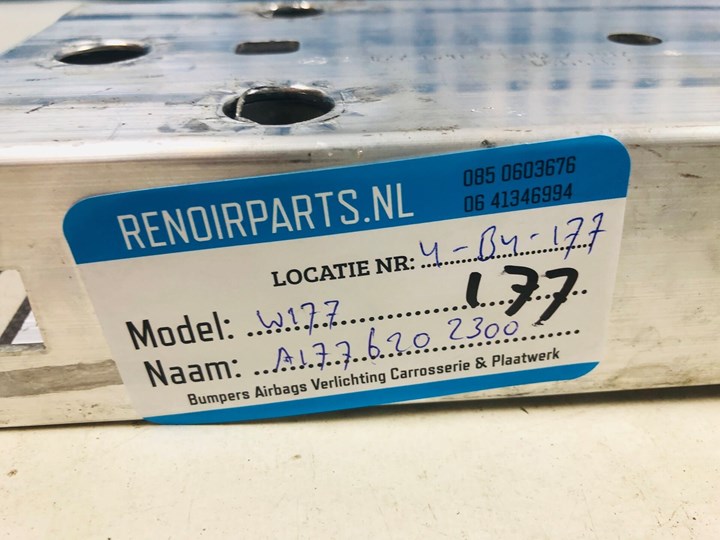 RENOIRPARTS.NL
085 0603676
06 41346994
LOCATIE NR: 4-B4-177
177
Model: W177
Naam: A177 620 2300
Bumpers Airbags Verlichting Carrosserie & Plaatwerk